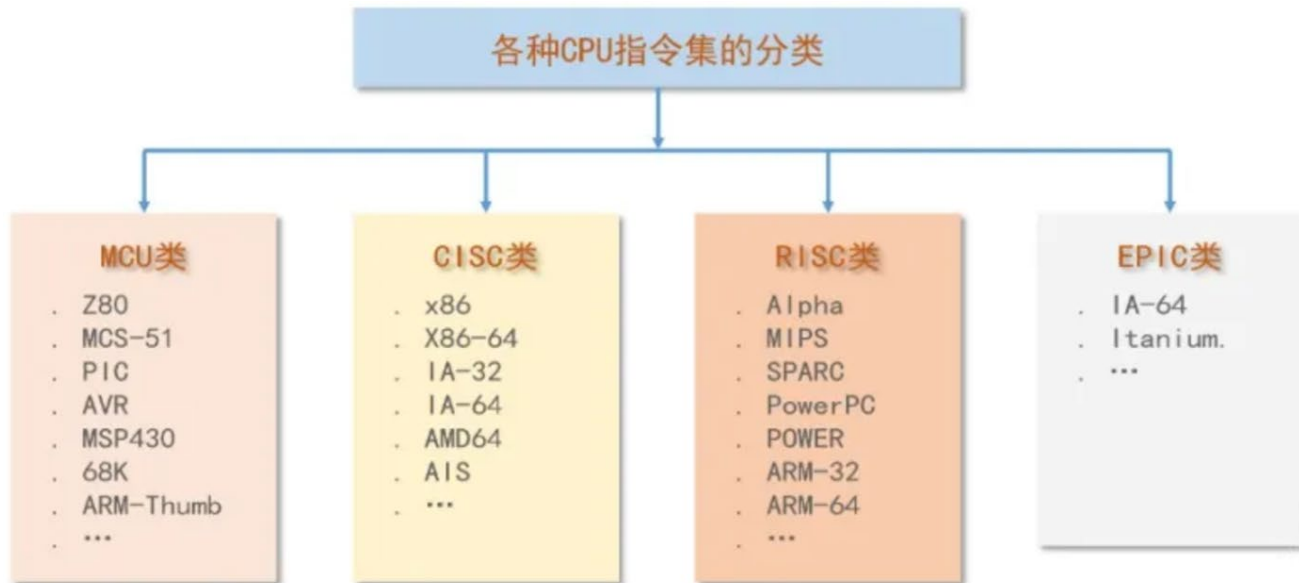 各种CPU指令集的分类
MCU类
. Z80
. MCS-51
. PIC
. AVR
. MSP430
. 68K
. ARM-Thumb
. …
CISC类
. x86
. X86-64
. IA-32
. IA-64
. AMD64
. AIS
. …
RISC类
. Alpha
. MIPS
. SPARC
. PowerPC
. POWER
. ARM-32
. ARM-64
. …
EPIC类
. IA-64
. Itanium.
. …